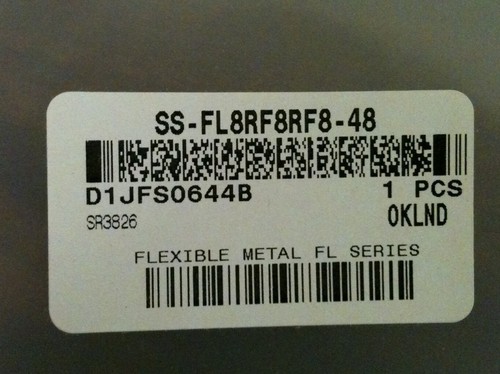 SS-FL8RF8RF8-48
D1JFS0644B 1 PCS
SR3826 OKLND
FLEXIBLE METAL FL SERIES